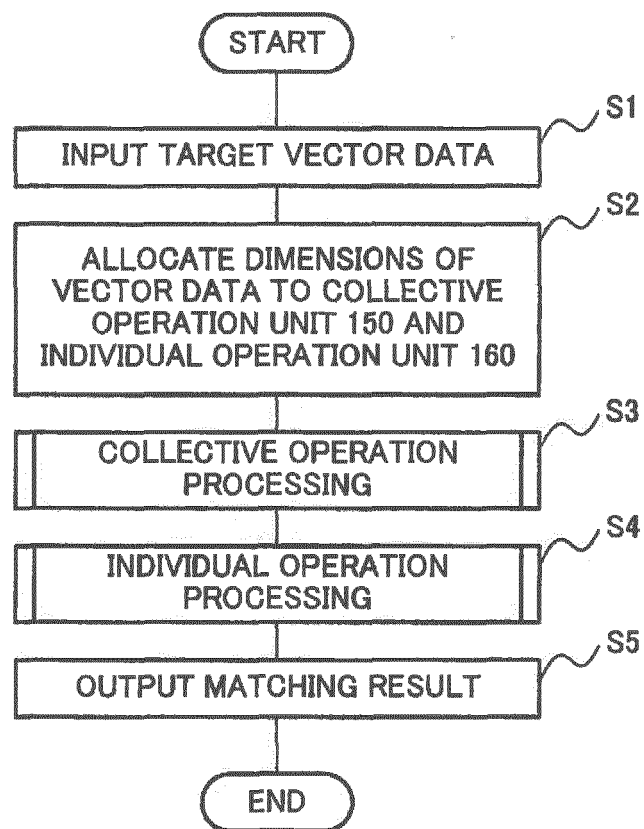 START
S1
INPUT TARGET VECTOR DATA
S2
ALLOCATE DIMENSIONS OF
VECTOR DATA TO COLLECTIVE
OPERATION UNIT 150 AND
INDIVIDUAL OPERATION UNIT 160
S3
COLLECTIVE OPERATION
PROCESSING
S4
INDIVIDUAL OPERATION
PROCESSING
S5
OUTPUT MATCHING RESULT
END